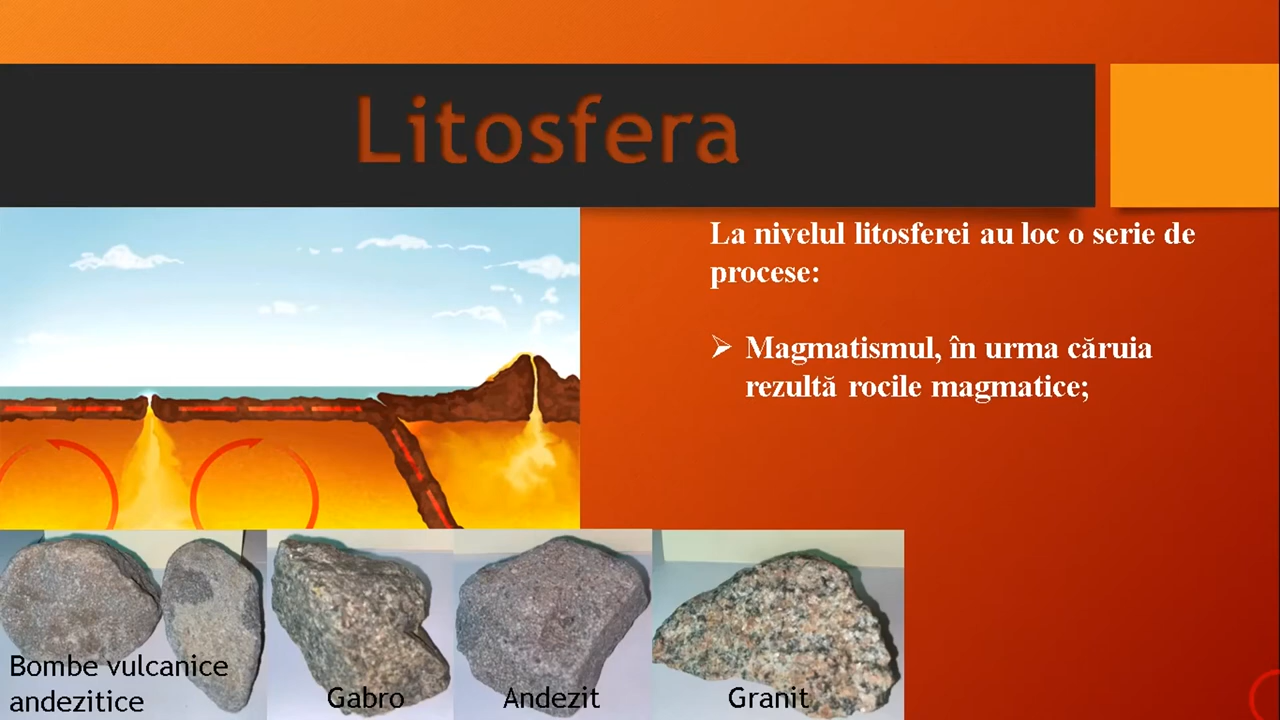 Litosfera
La nivelul litosferei au loc o serie de
procese:
➢ Magmatismul, în urma căruia
rezultă rocile magmatice;
Bombe vulcanice
andezitice
Gabro
Andezit
Granit